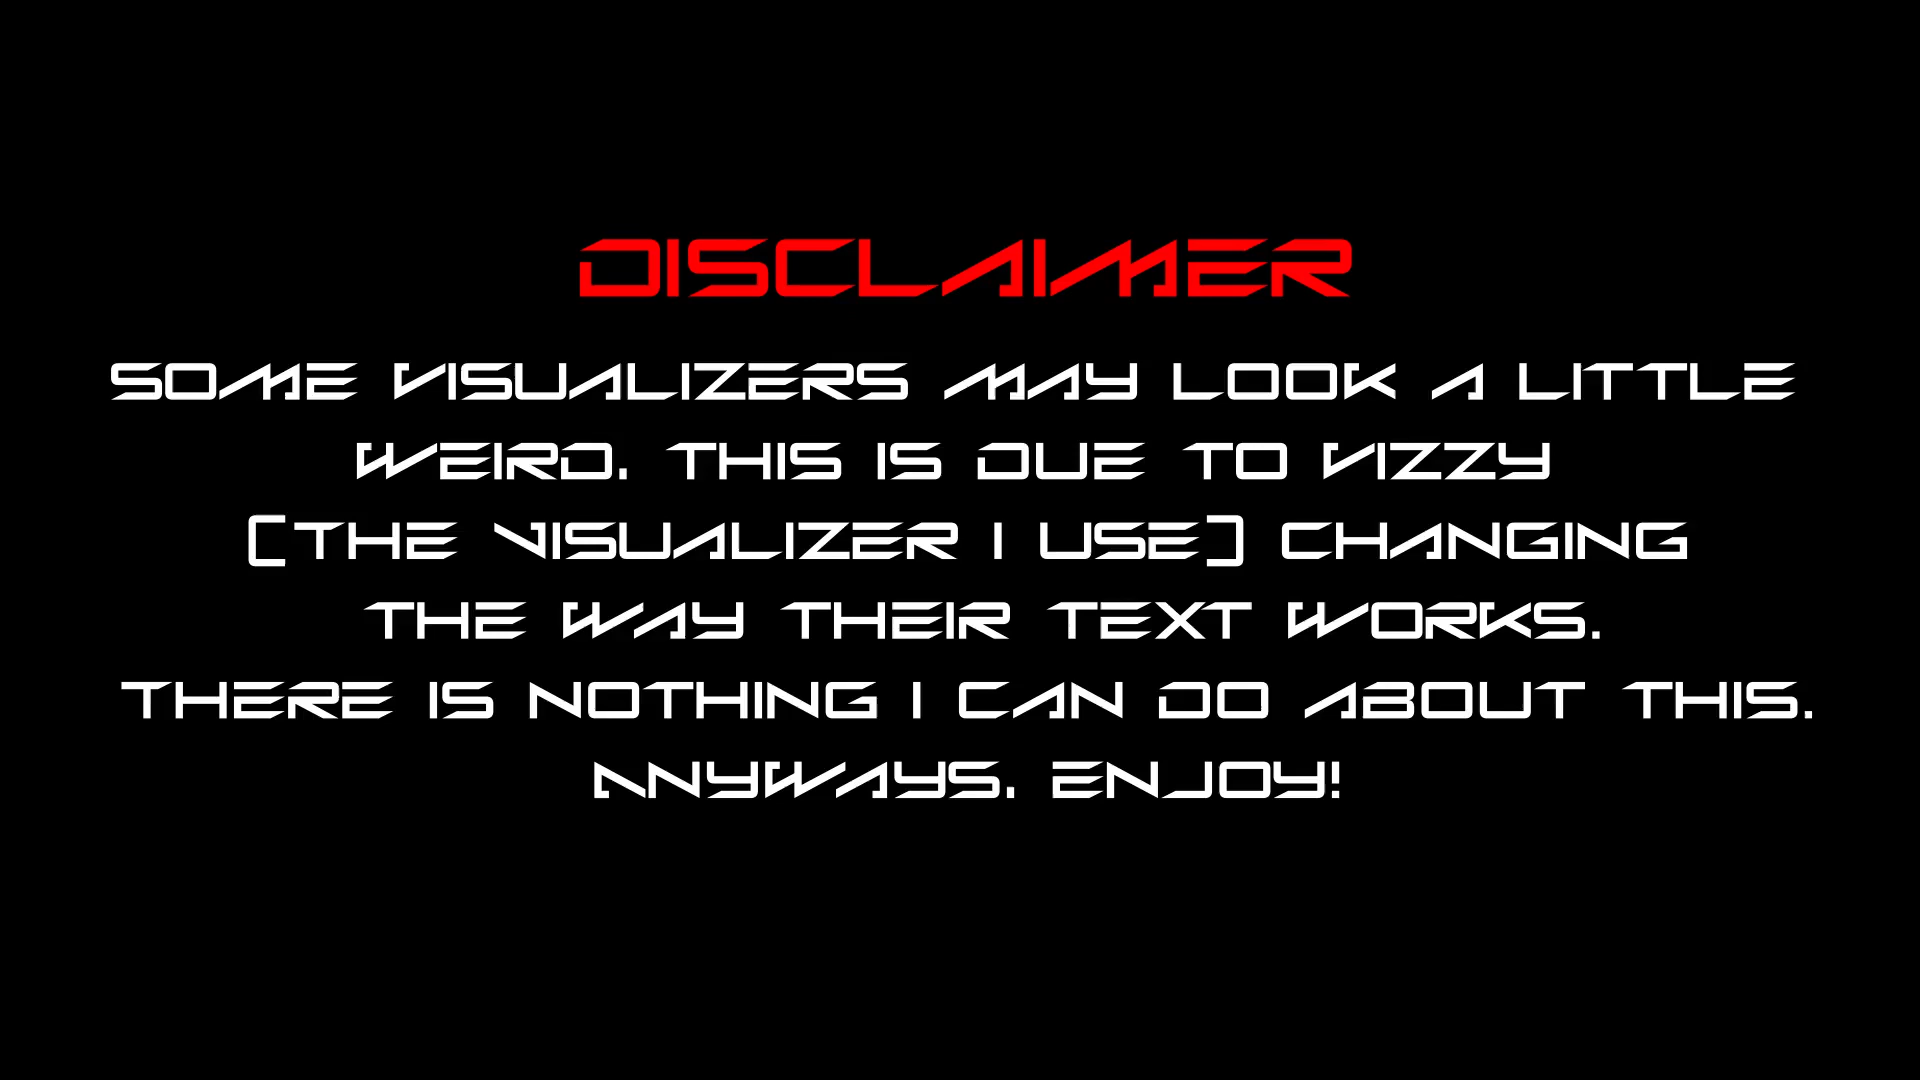 DISCLAIMER
SOME VISUALIZERS MAY LOOK A LITTLE
WEIRD. THIS IS DUE TO VIZZY
(THE VISUALIZER I USE) CHANGING
THE WAY THEIR TEXT WORKS.
THERE IS NOTHING I CAN DO ABOUT THIS.
ANYWAYS. ENJOY!